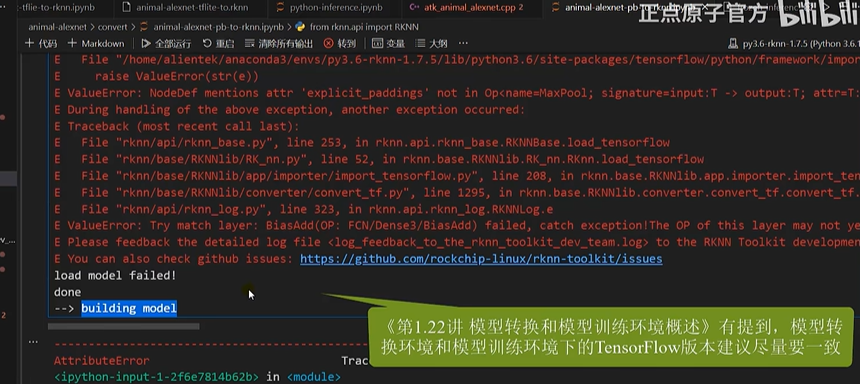 -tflie-to.rknn.ipynb animal-alexnet-tflite-to.rknn python-inference.ipynb atk_animal_alexnet.cpp 2 animal-alexnet-pb-to-rknn.ipynb
正点原子官方 bilibili
animal-alexnet > convert > animal-alexnet-pb-to-rknn.ipynb > from rknn.api import RKNN
+ 代码 + Markdown 全部运行 重启 清除所有输出 转到 变量 大纲 … py3.6-rknn-1.7.5 (Python 3.6.1
E File "/home/alientek/anaconda3/envs/py3.6-rknn-1.7.5/lib/python3.6/site-packages/tensorflow/python/framework/impor
E raise ValueError(str(e))
E ValueError: NodeDef mentions attr 'explicit_paddings' not in Op<name=MaxPool; signature=input:T -> output:T; attr=T:
E During handling of the above exception, another exception occurred:
E Traceback (most recent call last):
E File "rknn/api/rknn_base.py", line 253, in rknn.api.rknn_base.RKNNBase.load_tensorflow
E File "rknn/base/RKNNlib/RK_nn.py", line 52, in rknn.base.RKNNlib.RK_nn.RKnn.load_tensorflow
E File "rknn/base/RKNNlib/app/importer/import_tensorflow.py", line 208, in rknn.base.RKNNlib.app.importer.import_ten
E File "rknn/base/RKNNlib/converter/convert_tf.py", line 1295, in rknn.base.RKNNlib.converter.convert_tf.convert_tf.
E File "rknn/api/rknn_log.py", line 323, in rknn.api.rknn_log.RKNNLog.e
E ValueError: Try match layer: BiasAdd(OP: FCN/Dense3/BiasAdd) failed, catch exception!The OP of this layer may not ye
E Please feedback the detailed log file <log_feedback_to_the_rknn_toolkit_dev_team.log> to the RKNN Toolkit developmen
E You can also check github issues: https://github.com/rockchip-linux/rknn-toolkit/issues
load model failed!
done
--> building model
《第1.22讲 模型转换和模型训练环境概述》有提到，模型转
换环境和模型训练环境下的TensorFlow版本建议尽量要一致
AttributeError Trace
<ipython-input-1-2f6e7814b62b> in <module>